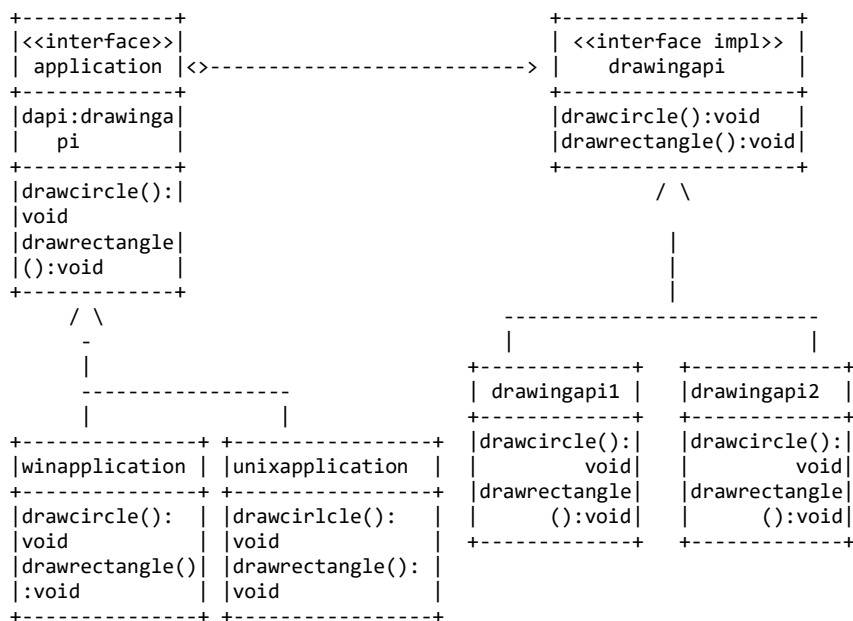 <<interface>>
application
<>
dapi:drawinga
pi
drawcircle():
void
drawrectangle
():void
<<interface impl>>
drawingapi
drawcircle():void
drawrectangle():void
winapplication
drawcircle():
void
drawrectangle()
:void
unixapplication
drawcirlcle():
void
drawrectangle():
void
drawingapi1
drawcircle():
void
drawrectangle
():void
drawingapi2
drawcircle():
void
drawrectangle
():void